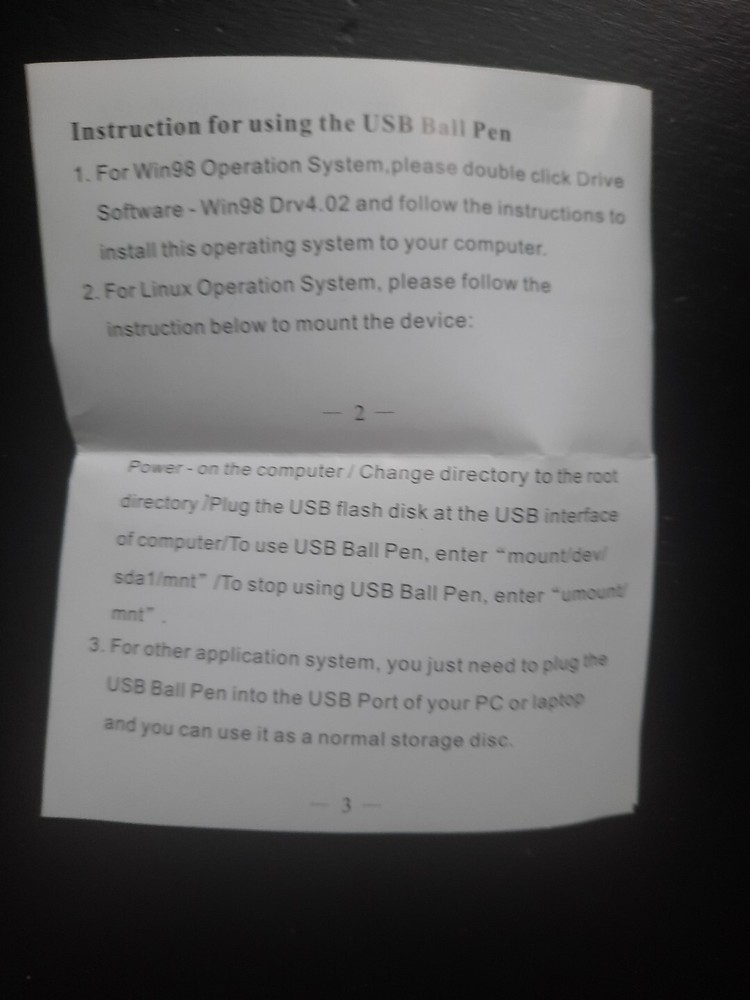 Instruction for using the USB Ball Pen
1. For Win98 Operation System,please double click Drive
Software - Win98 Drv4.02 and follow the instructions to
install this operating system to your computer.
2. For Linux Operation System, please follow the
instruction below to mount the device:
— 2 —
Power - on the computer / Change directory to the root
directory /Plug the USB flash disk at the USB interface
of computer/To use USB Ball Pen, enter “mount/dev/
sda1/mnt” /To stop using USB Ball Pen, enter “umount/
mnt” .
3. For other application system, you just need to plug the
USB Ball Pen into the USB Port of your PC or laptop
and you can use it as a normal storage disc.
— 3 —